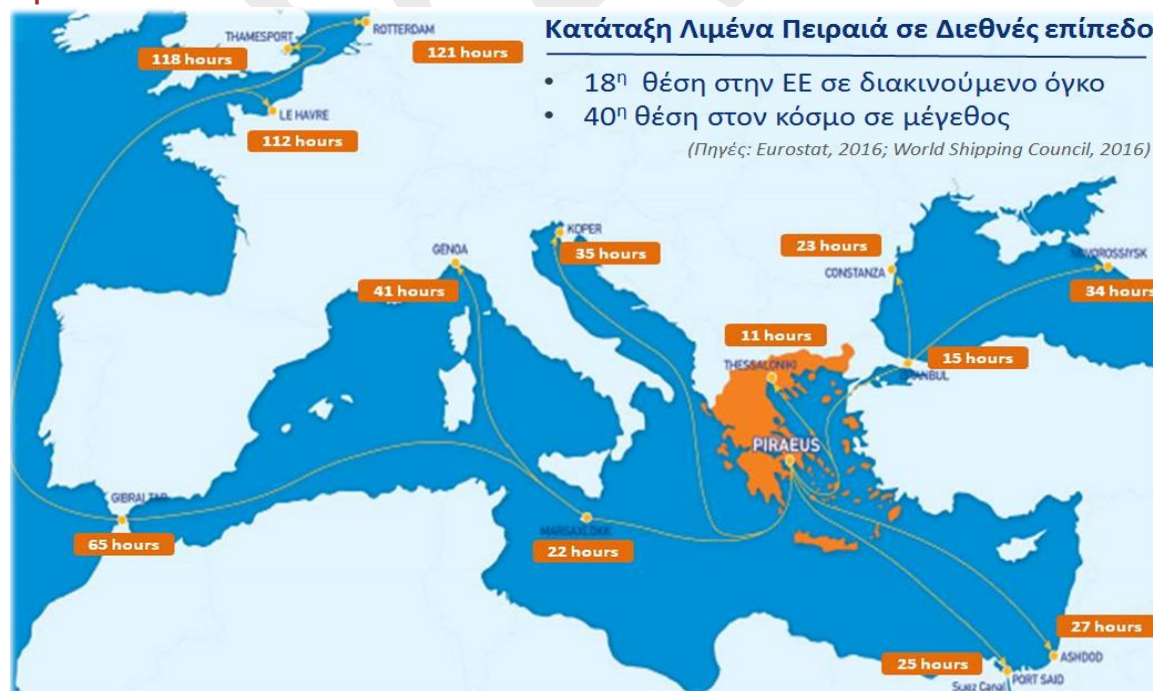 Κατάταξη Λιμένα Πειραιά σε Διεθνές επίπεδο
• 18η θέση στην ΕΕ σε διακινούμενο όγκο
• 40η θέση στον κόσμο σε μέγεθος
(Πηγές: Eurostat, 2016; World Shipping Council, 2016)
THAMESPORT
118 hours
ROTTERDAM
121 hours
LE HAVRE
112 hours
KOPER
35 hours
GENOA
41 hours
23 hours
CONSTANZA
NOVOROSSIYSK
34 hours
11 hours
THESSALONIKI
15 hours
ISTANBUL
PIRAEUS
GIBRALTAR
65 hours
MARSAXLOKK
22 hours
27 hours
ASHDOD
25 hours
PORT SAID
Suez Canal